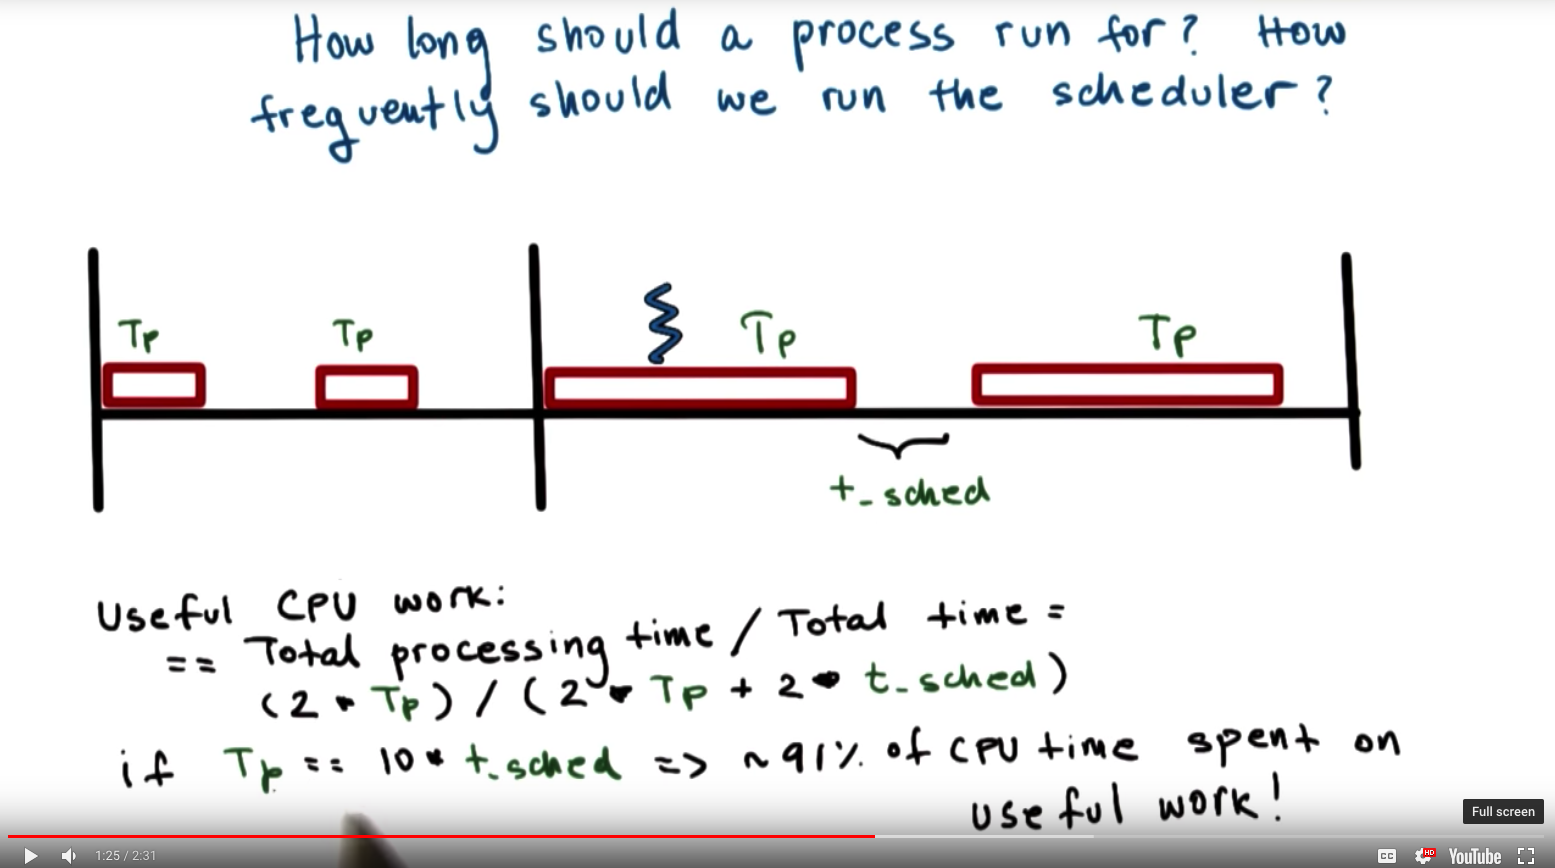 How long should a process run for? How
frequently should we run the scheduler?
Tp Tp Tp Tp
t_sched
Useful CPU work:
== Total processing time / Total time =
(2 * Tp) / (2 * Tp + 2 * t_sched)
if Tp == 10 * t_sched => ~91% of CPU time spent on
useful work!
Full screen
1:25 / 2:31
CC
HD
YouTube